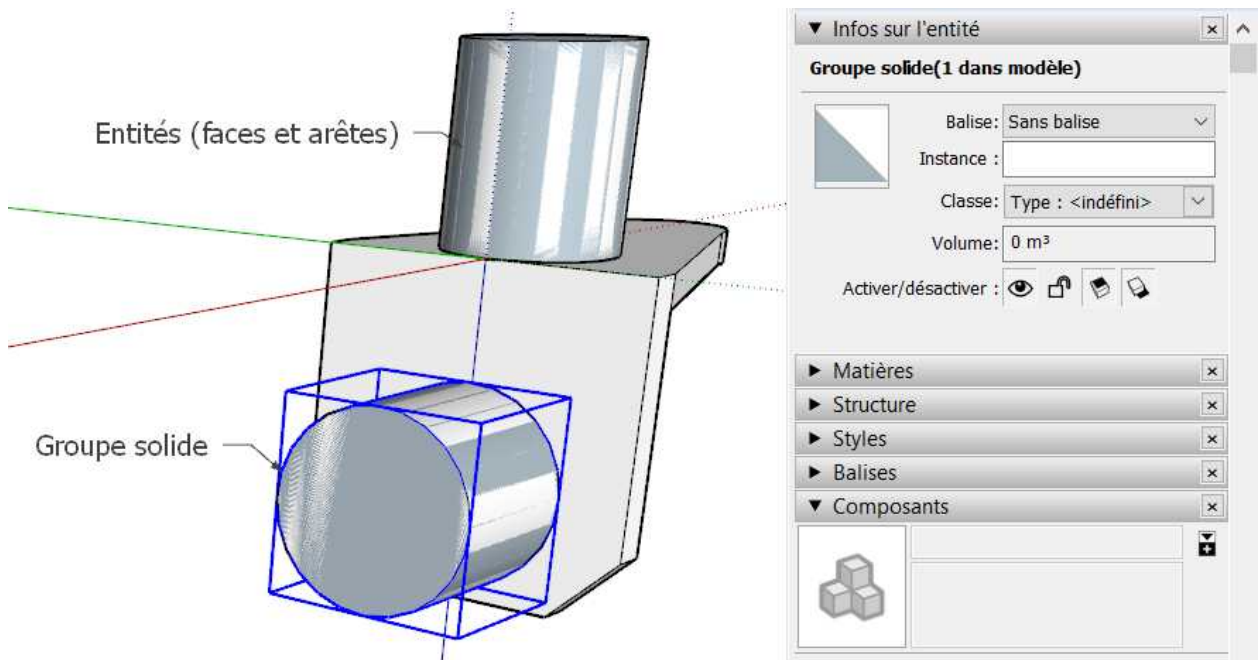 Entités (faces et arêtes)
Groupe solide
Infos sur l'entité
Groupe solide(1 dans modèle)
Balise: Sans balise
Instance :
Classe: Type : <indéfini>
Volume: 0 m³
Activer/désactiver :
Matières
Structure
Styles
Balises
Composants